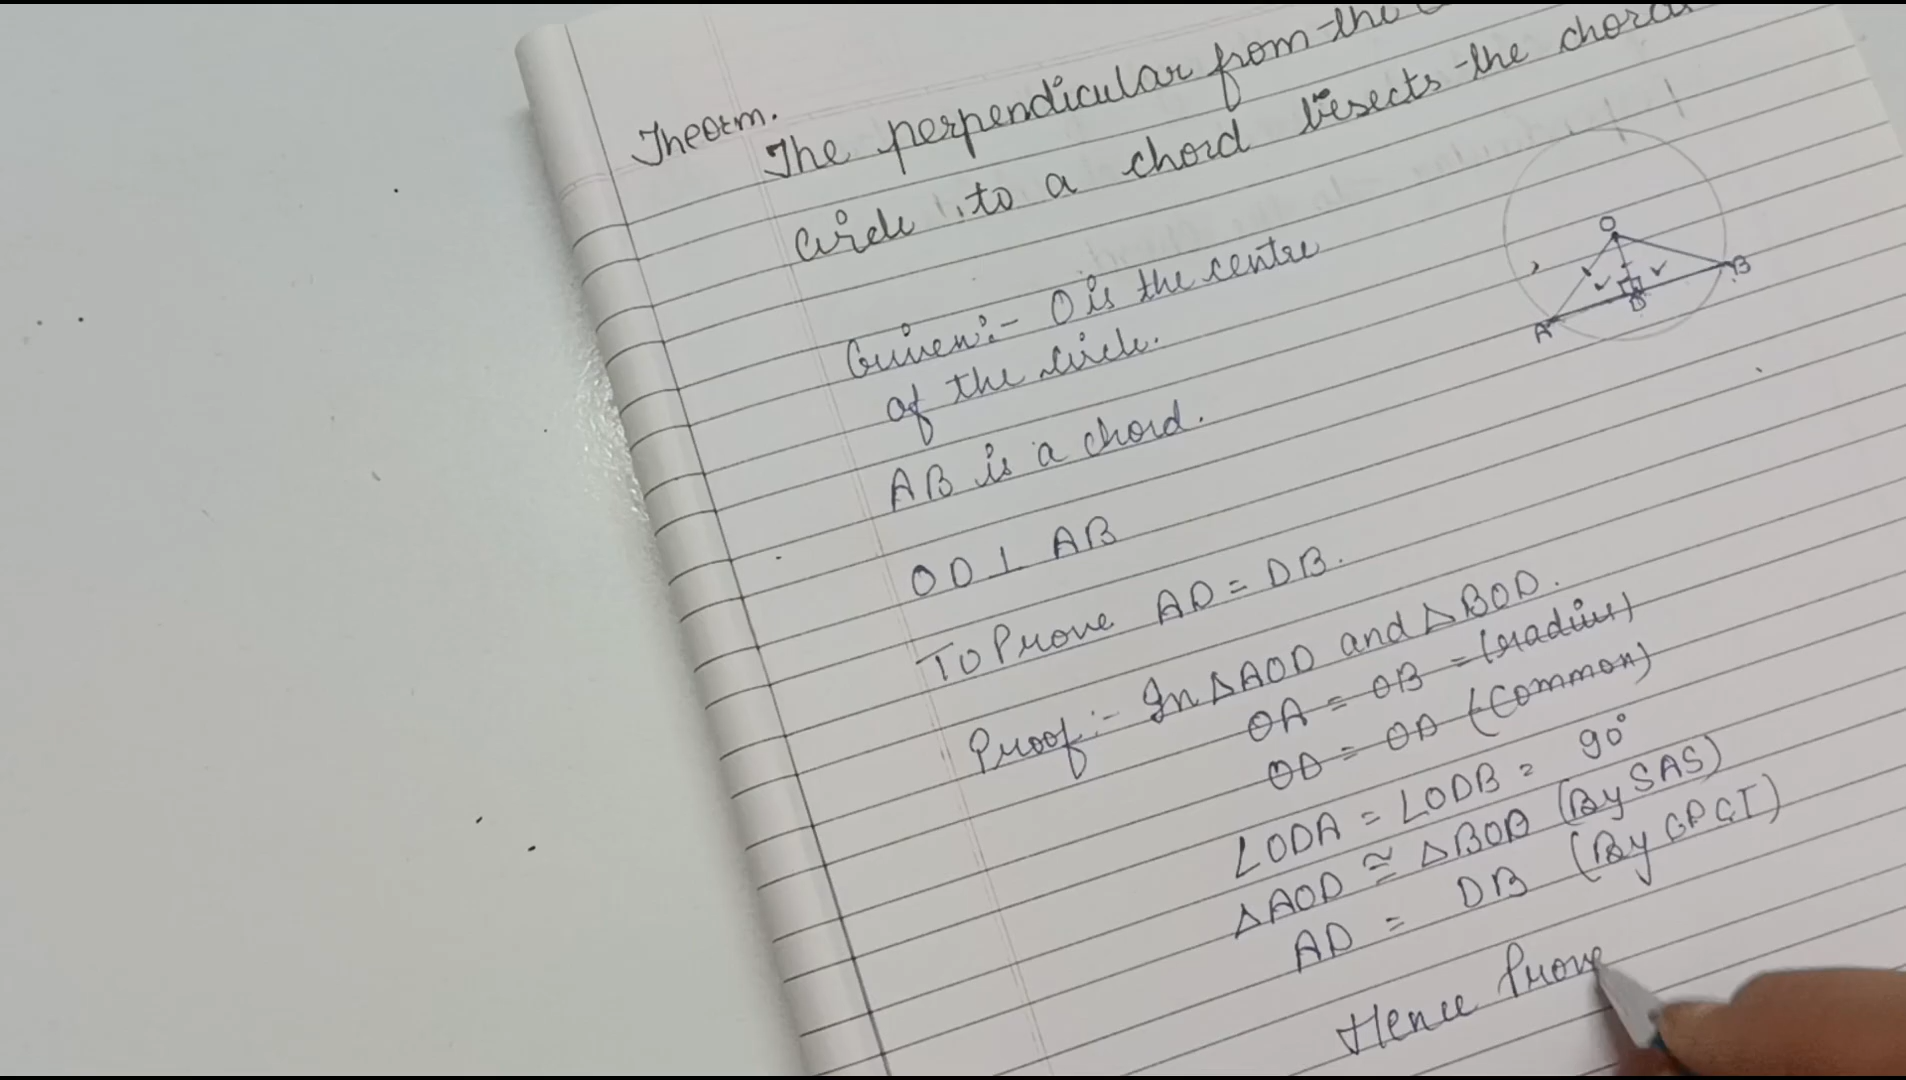 Theorm.
The perpendicular from the
circle, to a chord bisects the chord
Given:- O is the centre
of the circle.
AB is a chord.
OD ⊥ AB
To Prove AD = DB.
Proof:- In △AOD and △BOD.
OA = OB = (radius)
OD = OD (Common)
∠ODA = ∠ODB = 90°
△AOD ≅ △BOD (By SAS)
AD = DB (By CPCT)
Hence Prove
O
A
D
B